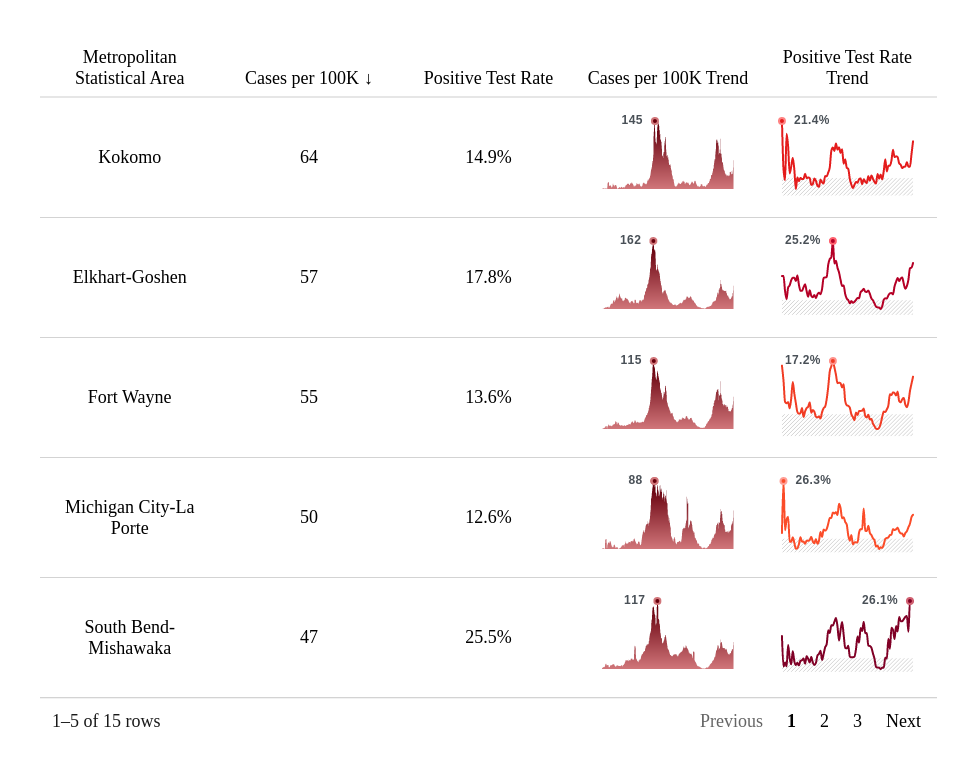 Metropolitan
Statistical Area
Cases per 100K ↓
Positive Test Rate
Cases per 100K Trend
Positive Test Rate
Trend
Kokomo
64
14.9%
145
21.4%
Elkhart-Goshen
57
17.8%
162
25.2%
Fort Wayne
55
13.6%
115
17.2%
Michigan City-La
Porte
50
12.6%
88
26.3%
South Bend-
Mishawaka
47
25.5%
117
26.1%
1–5 of 15 rows
Previous 1 2 3 Next